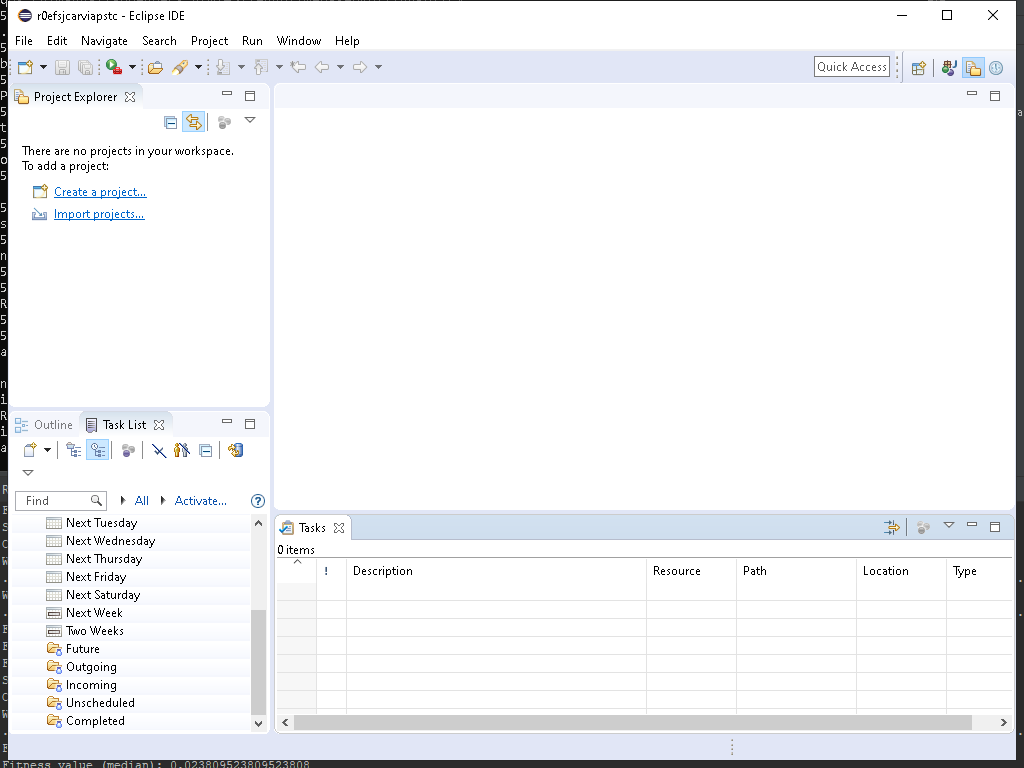 r0efsjcarviapstc - Eclipse IDE
File Edit Navigate Search Project Run Window Help
Quick Access
Project Explorer
There are no projects in your workspace.
To add a project:
Create a project...
Import projects...
Outline Task List
Find All Activate...
Next Tuesday
Next Wednesday
Next Thursday
Next Friday
Next Saturday
Next Week
Two Weeks
Future
Outgoing
Incoming
Unscheduled
Completed
Tasks
0 items
! Description Resource Path Location Type
Fitness value (median): 0.023809523809523808